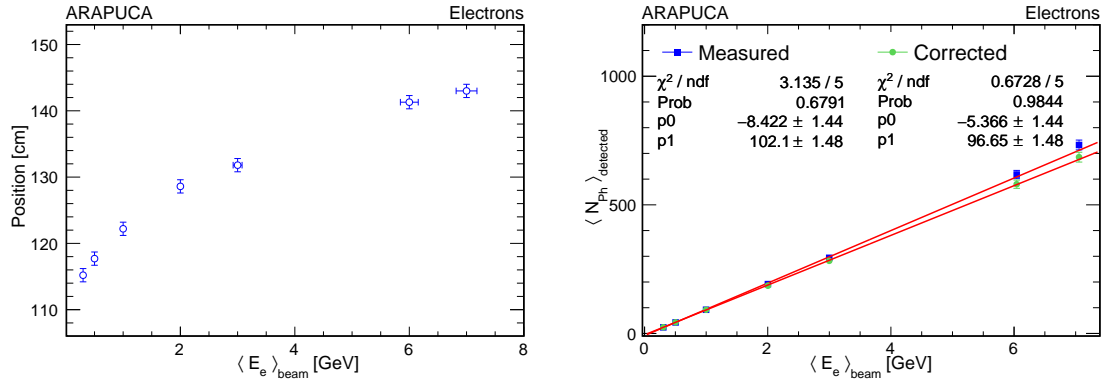 ARAPUCA Electrons
150
140
130
120
110
Position [cm]
2 4 6 8
⟨ E_e ⟩_beam [GeV]
ARAPUCA Electrons
Measured Corrected
χ² / ndf 3.135 / 5 χ² / ndf 0.6728 / 5
Prob 0.6791 Prob 0.9844
p0 −8.422 ± 1.44 p0 −5.366 ± 1.44
p1 102.1 ± 1.48 p1 96.65 ± 1.48
1000
500
0
⟨ N_Ph ⟩_detected
0 2 4 6
⟨ E_e ⟩_beam [GeV]